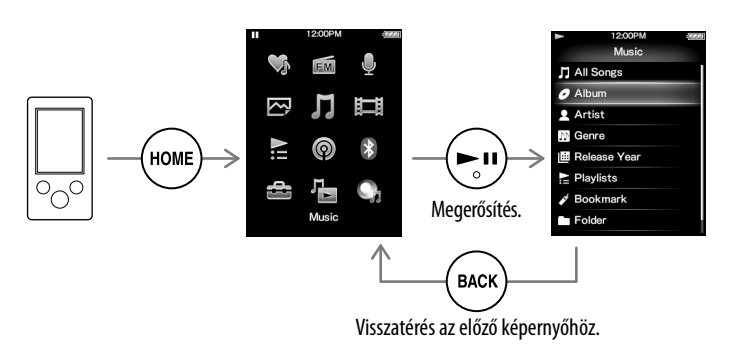 HOME
12:00PM
FM
Music
Megerősítés.
12:00PM
Music
All Songs
Album
Artist
Genre
Release Year
Playlists
Bookmark
Folder
BACK
Visszatérés az előző képernyőhöz.